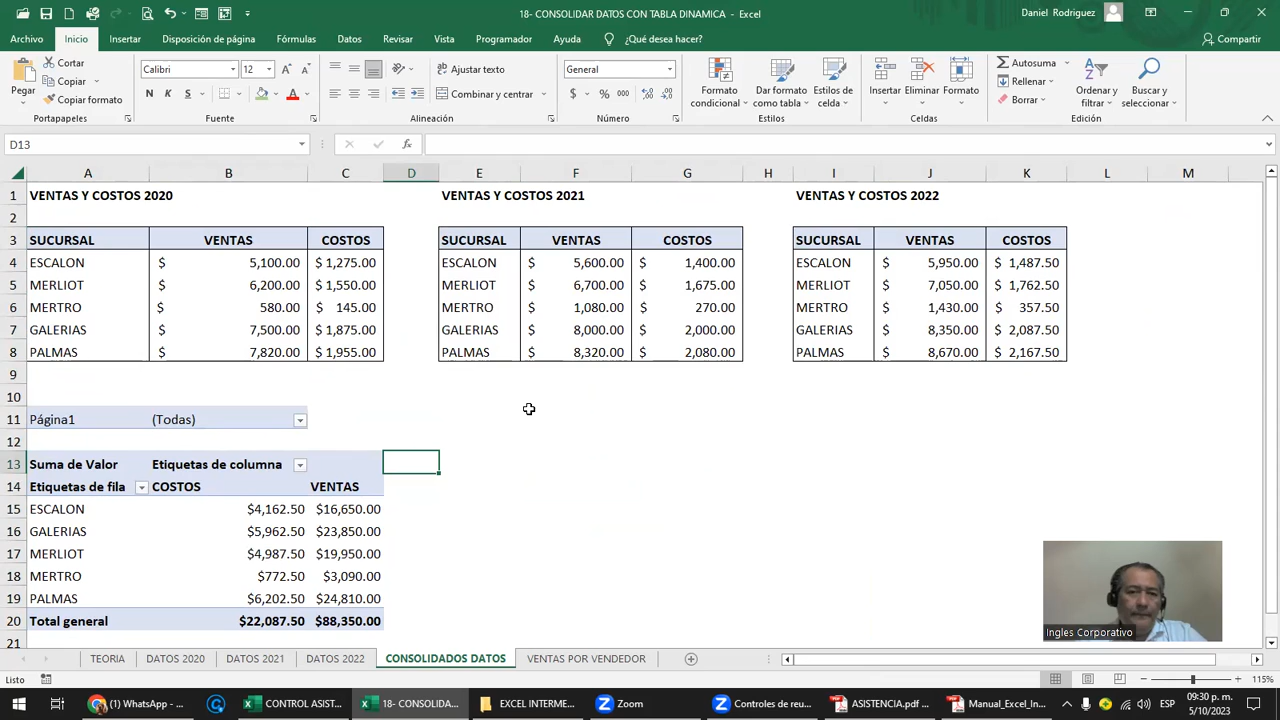 18- CONSOLIDAR DATOS CON TABLA DINAMICA - Excel
Daniel Rodriguez
Archivo Inicio Insertar Disposición de página Fórmulas Datos Revisar Vista Programador Ayuda ¿Qué desea hacer? Compartir
Pegar
Cortar
Copiar
Copiar formato
Portapapeles
Calibri 12
N K S
Fuente
Ajustar texto
Combinar y centrar
Alineación
General
$ % 000
Número
Formato condicional
Dar formato como tabla
Estilos de celda
Estilos
Insertar Eliminar Formato
Celdas
Autosuma
Rellenar
Borrar
Ordenar y filtrar
Buscar y seleccionar
Edición
D13
fx
A B C D E F G H I J K L M
1 VENTAS Y COSTOS 2020 VENTAS Y COSTOS 2021 VENTAS Y COSTOS 2022
2
3 SUCURSAL VENTAS COSTOS SUCURSAL VENTAS COSTOS SUCURSAL VENTAS COSTOS
4 ESCALON $ 5,100.00 $ 1,275.00 ESCALON $ 5,600.00 $ 1,400.00 ESCALON $ 5,950.00 $ 1,487.50
5 MERLIOT $ 6,200.00 $ 1,550.00 MERLIOT $ 6,700.00 $ 1,675.00 MERLIOT $ 7,050.00 $ 1,762.50
6 MERTRO $ 580.00 $ 145.00 MERTRO $ 1,080.00 $ 270.00 MERTRO $ 1,430.00 $ 357.50
7 GALERIAS $ 7,500.00 $ 1,875.00 GALERIAS $ 8,000.00 $ 2,000.00 GALERIAS $ 8,350.00 $ 2,087.50
8 PALMAS $ 7,820.00 $ 1,955.00 PALMAS $ 8,320.00 $ 2,080.00 PALMAS $ 8,670.00 $ 2,167.50
9
10
11 Página1 (Todas)
12
13 Suma de Valor Etiquetas de columna
14 Etiquetas de fila COSTOS VENTAS
15 ESCALON $4,162.50 $16,650.00
16 GALERIAS $5,962.50 $23,850.00
17 MERLIOT $4,987.50 $19,950.00
18 MERTRO $772.50 $3,090.00
19 PALMAS $6,202.50 $24,810.00
20 Total general $22,087.50 $88,350.00
21
Ingles Corporativo
TEORIA DATOS 2020 DATOS 2021 DATOS 2022 CONSOLIDADOS DATOS VENTAS POR VENDEDOR
Listo
115%
(1) WhatsApp - ...
CONTROL ASIST...
18- CONSOLIDA...
EXCEL INTERME...
Zoom
Controles de reu...
ASISTENCIA.pdf ...
Manual_Excel_In...
ESP
09:30 p. m.
5/10/2023